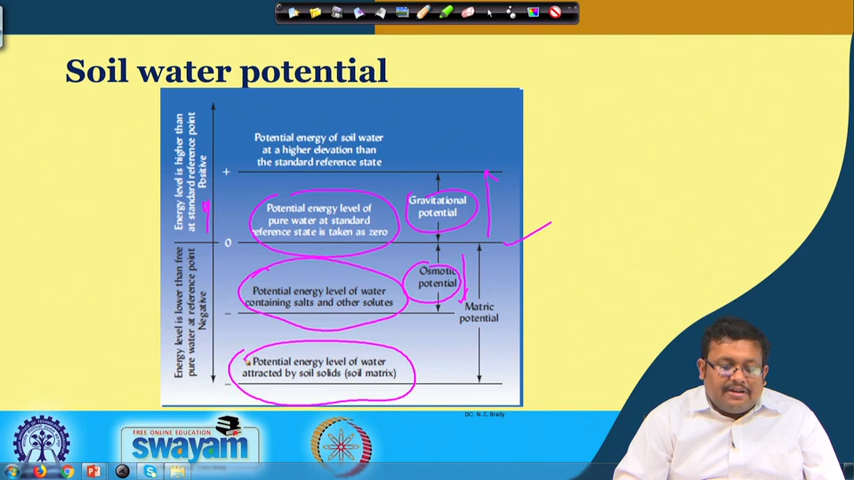 Soil water potential
Energy level is higher than
at standard reference point
Positive
Potential energy of soil water
at a higher elevation than
the standard reference state
+
Potential energy level of
pure water at standard
reference state is taken as zero
Gravitational
potential
0
Energy level is lower than free
pure water at reference point
Negative
Potential energy level of water
containing salts and other solutes
Osmotic
potential
–
Matric
potential
Potential energy level of water
attracted by soil solids (soil matrix)
–
DC: N. C. Brady
FREE ONLINE EDUCATION
swayam